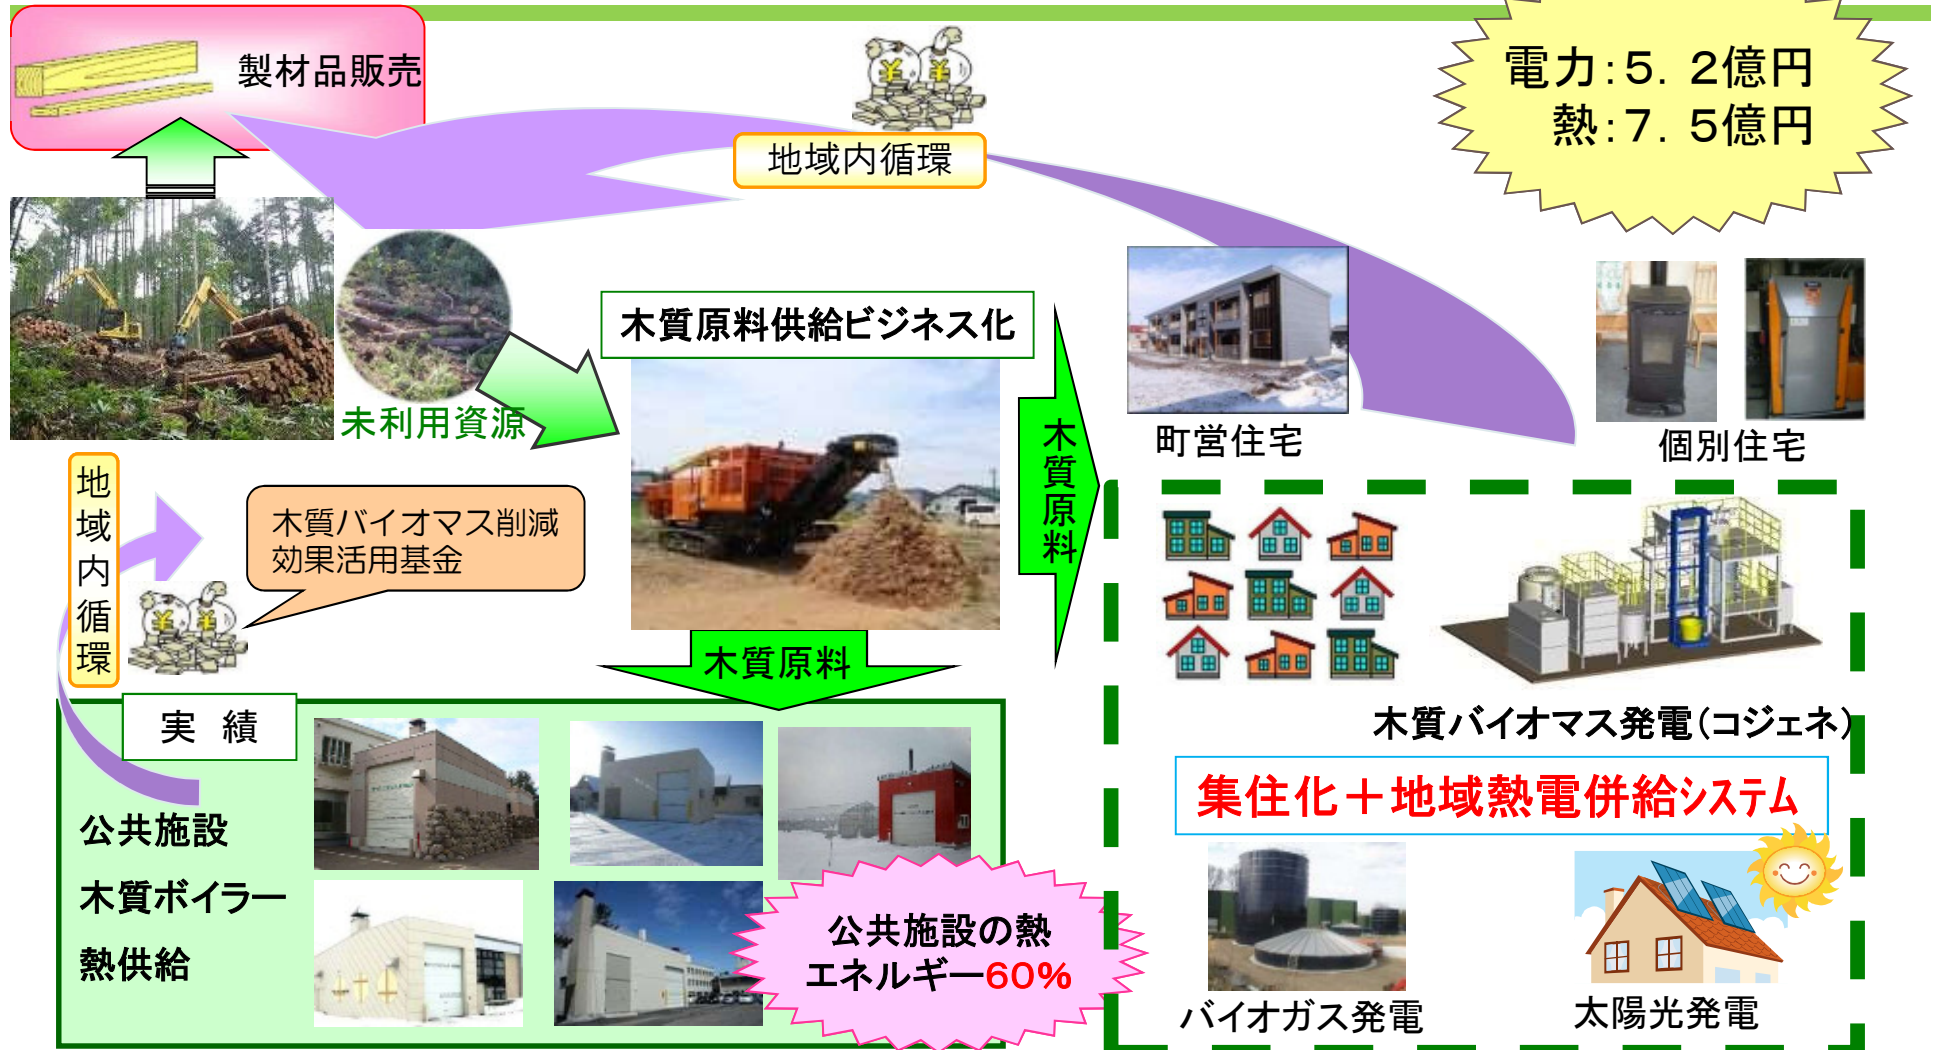 製材品販売
地域内循環
電力:5．2億円
熱:7．5億円
木質原料供給ビジネス化
未利用資源
木質原料
町営住宅
個別住宅
地域内循環
木質バイオマス削減
効果活用基金
木質原料
実　績
公共施設
木質ボイラー
熱供給
公共施設の熱
エネルギー60%
木質バイオマス発電(コジェネ)
集住化＋地域熱電併給システム
バイオガス発電
太陽光発電